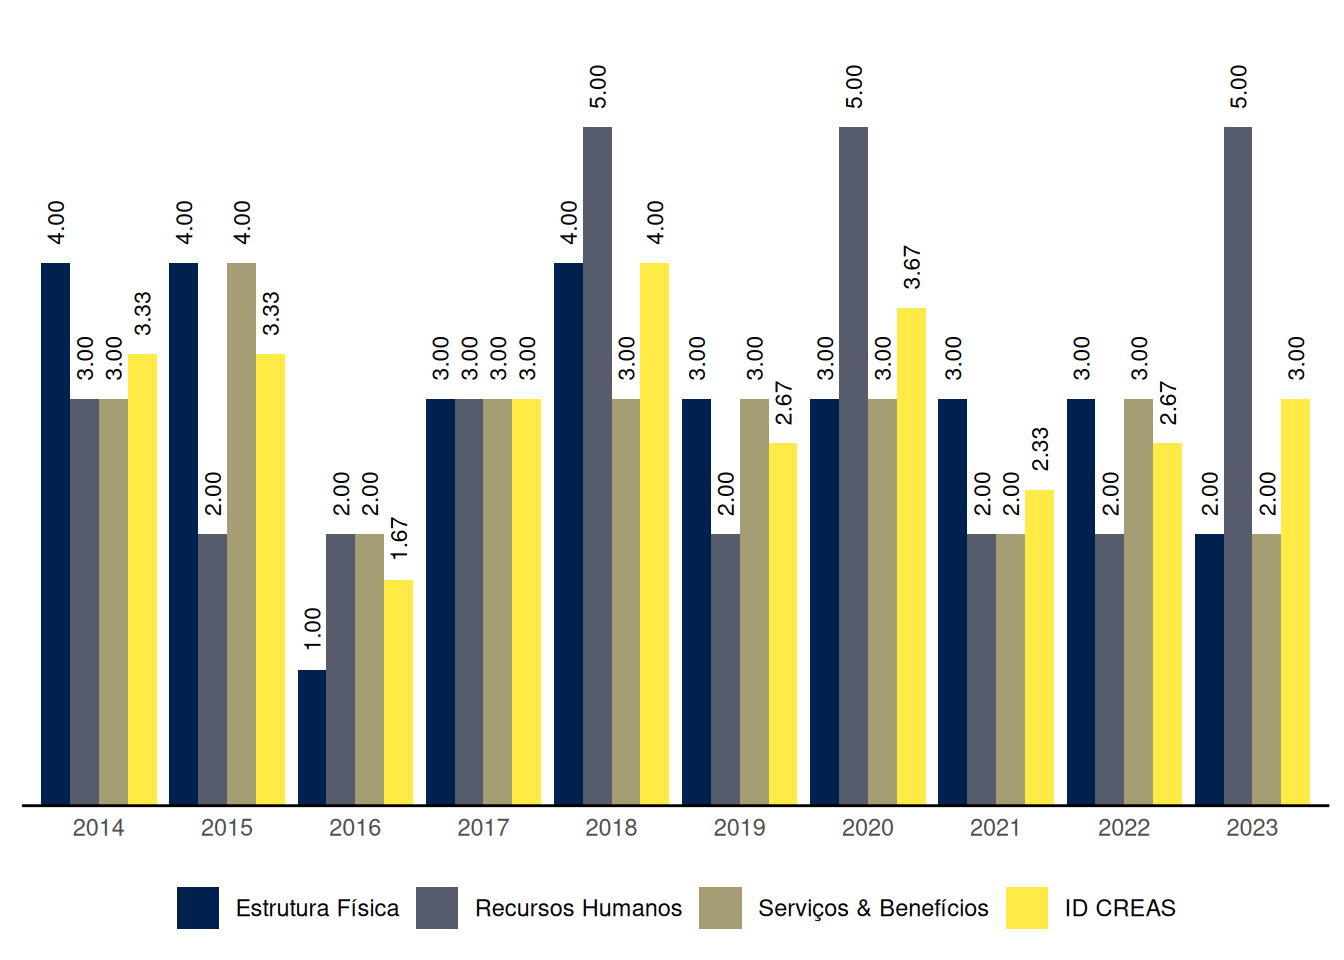 5.00 5.00 5.00
4.00 4.00 4.00 4.00 4.00
3.67
3.33 3.33
3.00 3.00 3.00 3.00 3.00 3.00 3.00 3.00 3.00 3.00 3.00 3.00 3.00 3.00 3.00
2.67 2.67
2.33
2.00 2.00 2.00 2.00 2.00 2.00 2.00 2.00 2.00
1.67
1.00
2014 2015 2016 2017 2018 2019 2020 2021 2022 2023
Estrutura Física Recursos Humanos Serviços & Benefícios ID CREAS